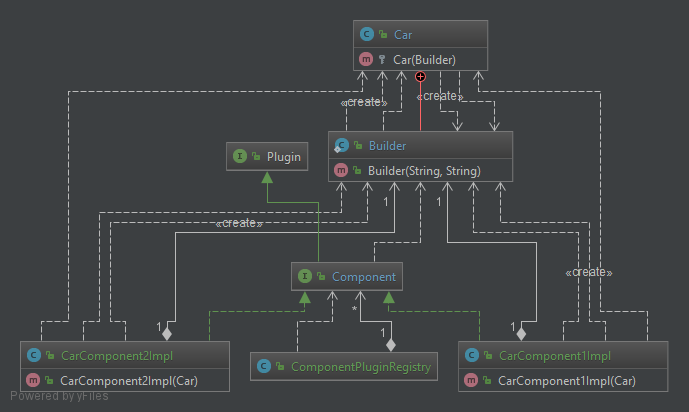 Car
Car(Builder)
«create»
«create»
Builder
Plugin
Builder(String, String)
1
1
«create»
Component
«create»
*
1
1
1
CarComponent2Impl
CarComponent1Impl
ComponentPluginRegistry
CarComponent2Impl(Car)
CarComponent1Impl(Car)
Powered by yFiles